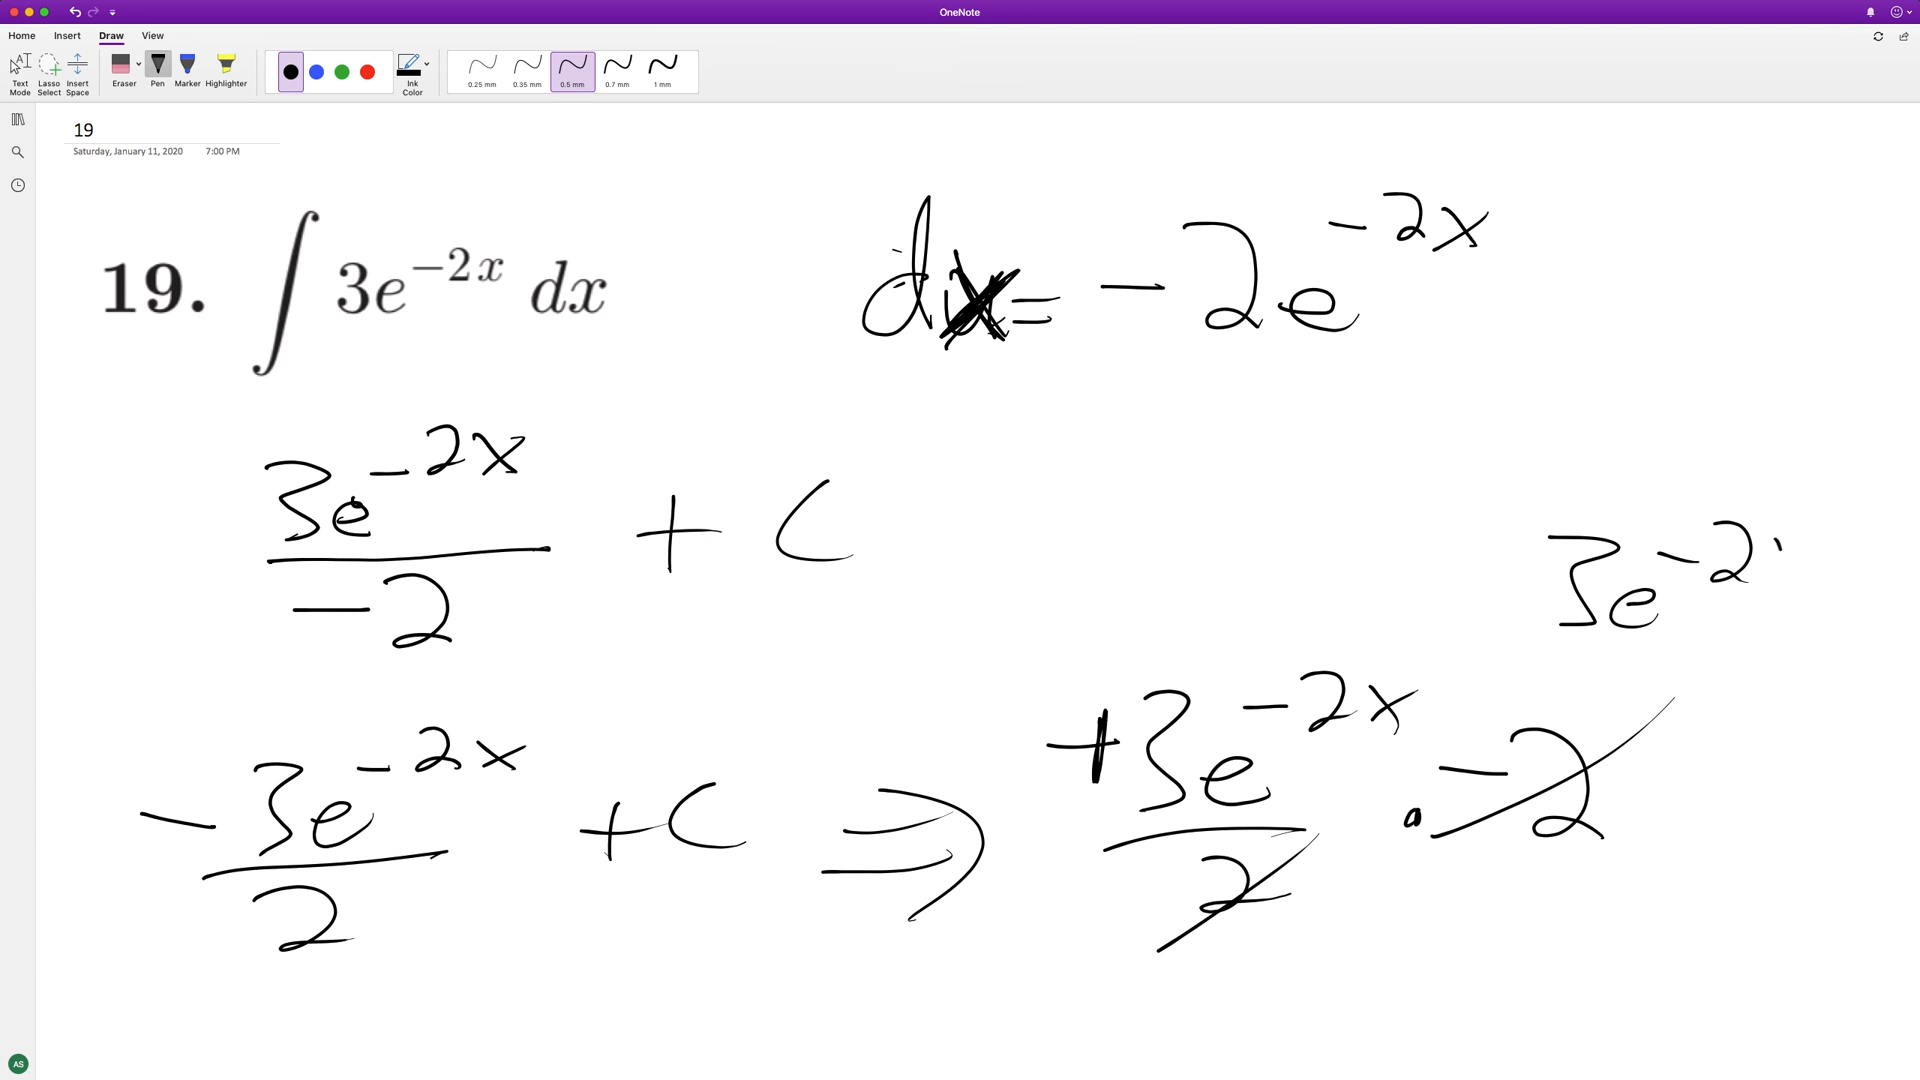 OneNote
Home Insert Draw View
Text Mode Lasso Select Insert Space Eraser Pen Marker Highlighter Ink Color 0.25 mm 0.35 mm 0.5 mm 0.7 mm 1 mm
19
Saturday, January 11, 2020 7:00 PM
19. ∫ 3e^{-2x} dx
d = -2e^{-2x}
3e^{-2x} / -2 + C
3e^{-2
-3e^{-2x} / 2 + C ⇒ +3e^{-2x} / 2 · -2
AS